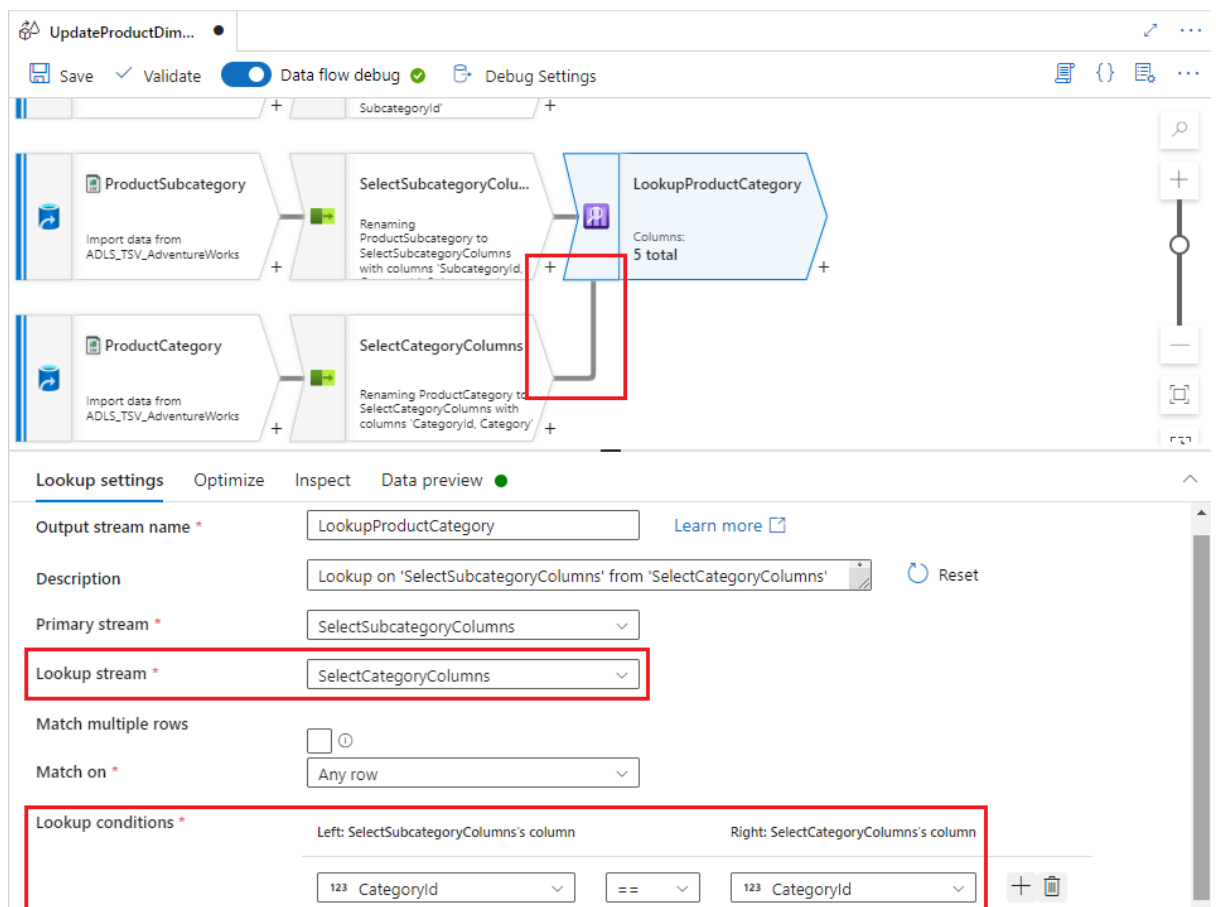 UpdateProductDim...
Save Validate Data flow debug Debug Settings
SubcategoryId'
ProductSubcategory
Import data from
ADLS_TSV_AdventureWorks
SelectSubcategoryColu...
Renaming
ProductSubcategory to
SelectSubcategoryColumns
with columns 'SubcategoryId,
LookupProductCategory
Columns:
5 total
ProductCategory
Import data from
ADLS_TSV_AdventureWorks
SelectCategoryColumns
Renaming ProductCategory to
SelectCategoryColumns with
columns 'CategoryId, Category'
Lookup settings Optimize Inspect Data preview
Output stream name * LookupProductCategory Learn more
Description Lookup on 'SelectSubcategoryColumns' from 'SelectCategoryColumns' Reset
Primary stream * SelectSubcategoryColumns
Lookup stream * SelectCategoryColumns
Match multiple rows
Match on * Any row
Lookup conditions * Left: SelectSubcategoryColumns's column Right: SelectCategoryColumns's column
123 CategoryId == 123 CategoryId